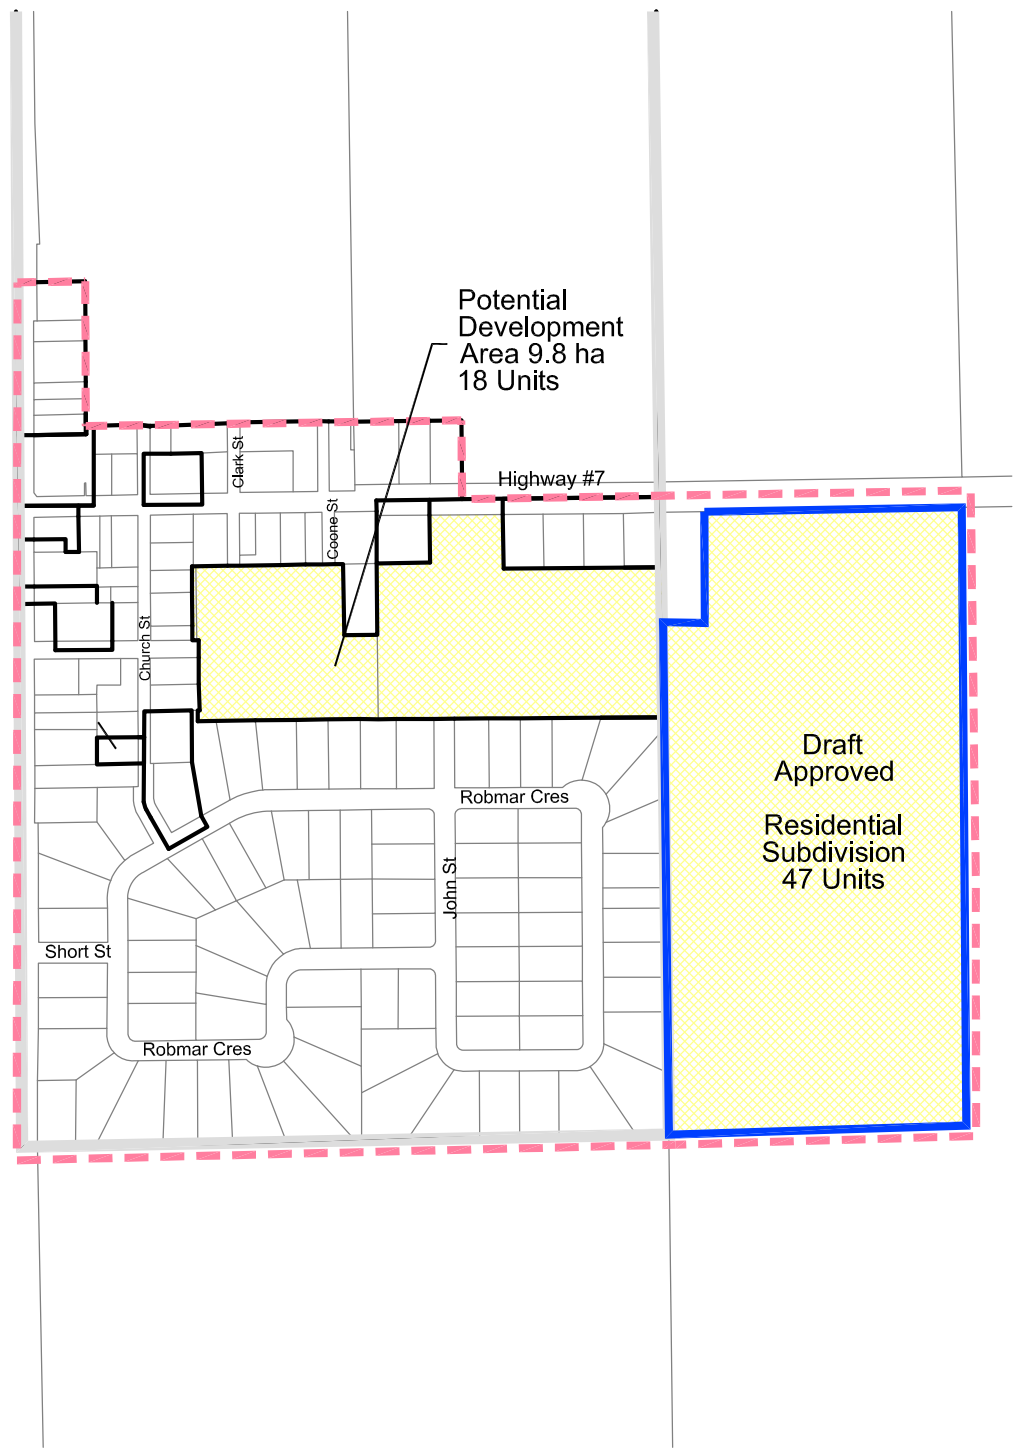 Potential
Development
Area 9.8 ha
18 Units
Clark St
Highway #7
Coone St
Church St
Draft
Approved
Robmar Cres
Residential
Subdivision
47 Units
John St
Short St
Robmar Cres